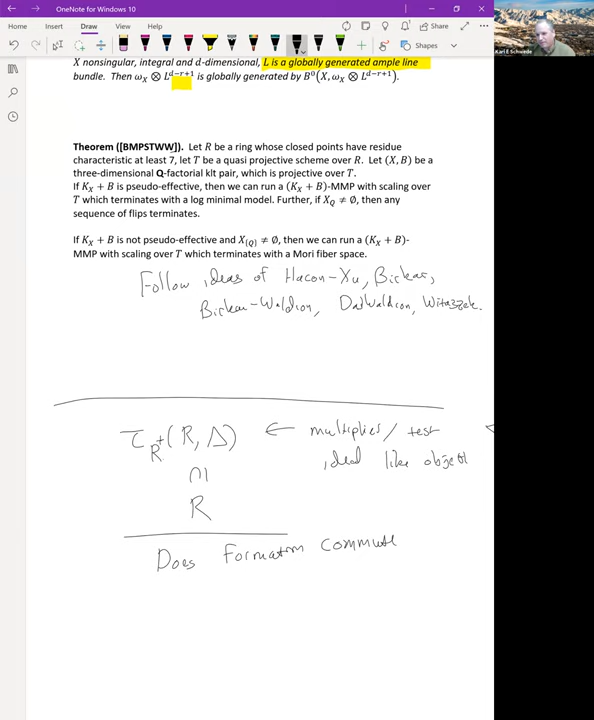 OneNote for Windows 10
File Home Insert Draw View Help
Share
Shapes
Karl E Schwede
X nonsingular, integral and d-dimensional, L is a globally generated ample line
bundle. Then ω_X ⊗ L^{d−r+1} is globally generated by B⁰(X, ω_X ⊗ L^{d−r+1}).
Theorem ([BMPSTWW]). Let R be a ring whose closed points have residue
characteristic at least 7, let T be a quasi projective scheme over R. Let (X, B) be a
three-dimensional Q-factorial klt pair, which is projective over T.
If K_X + B is pseudo-effective, then we can run a (K_X + B)-MMP with scaling over
T which terminates with a log minimal model. Further, if X_Q ≠ ∅, then any
sequence of flips terminates.
If K_X + B is not pseudo-effective and X_{Q} ≠ ∅, then we can run a (K_X + B)-
MMP with scaling over T which terminates with a Mori fiber space.
Follow ideas of Hacon-Xu, Birkar,
Birkar-Waldron, Das-Waldron, Witaszek.
τ_{R^+}(R, Δ) ← multiplier/ test
ideal like object
∩|
R
Does formation commute